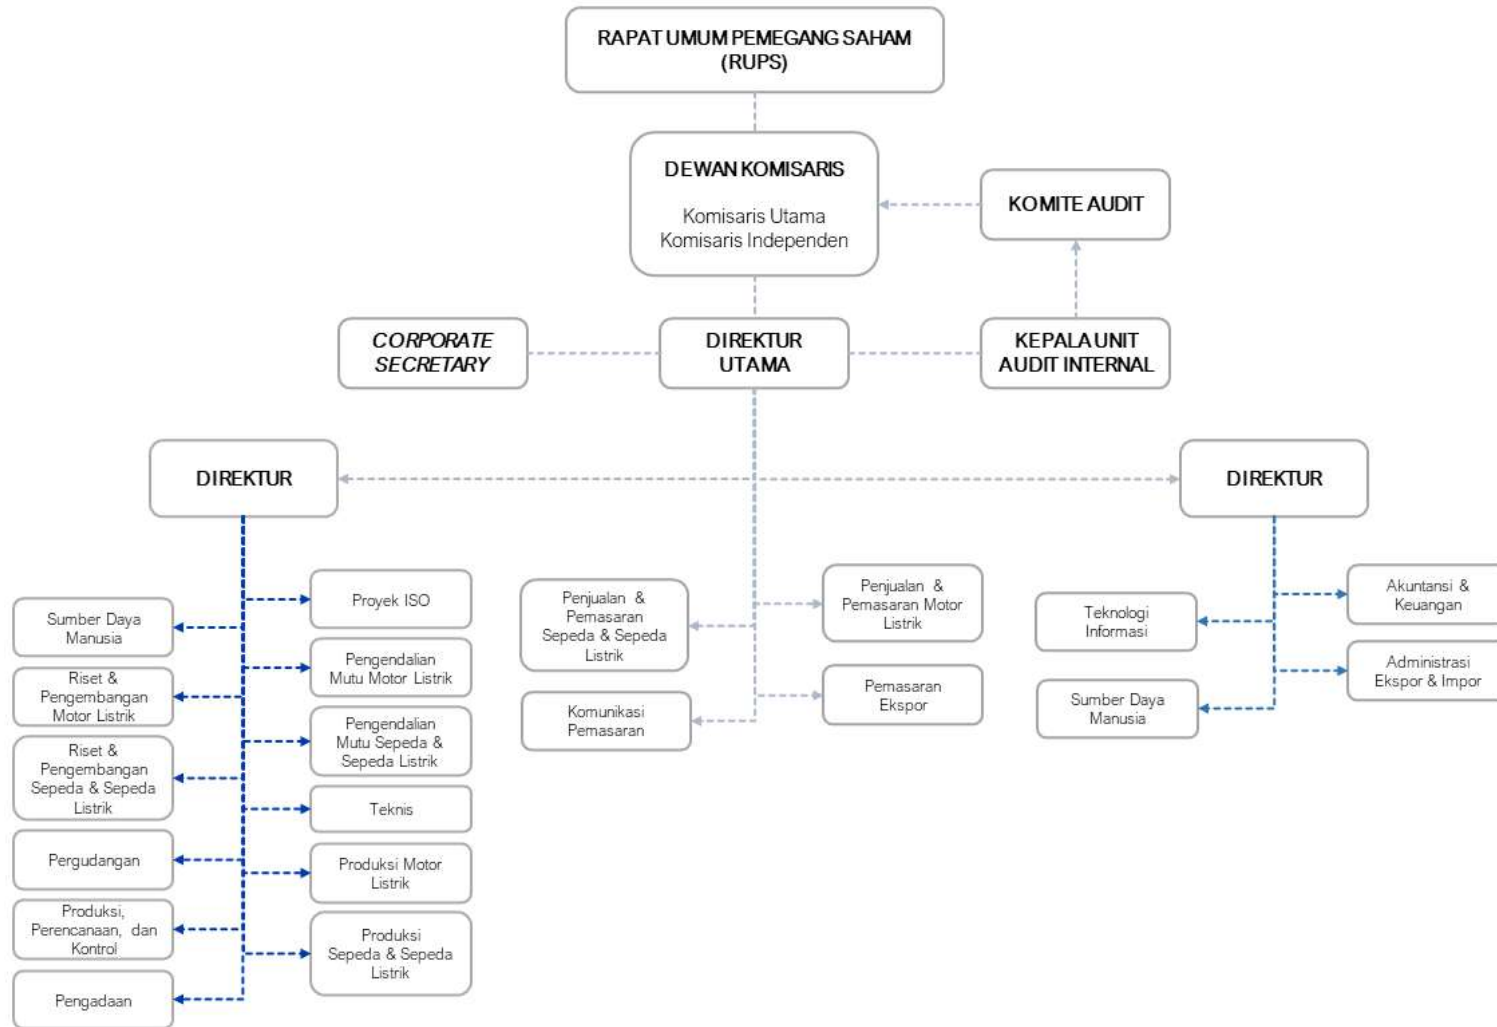 RAPAT UMUM PEMEGANG SAHAM
(RUPS)
DEWAN KOMISARIS
Komisaris Utama
Komisaris Independen
KOMITE AUDIT
CORPORATE
SECRETARY
DIREKTUR
UTAMA
KEPALA UNIT
AUDIT INTERNAL
DIREKTUR
DIREKTUR
Sumber Daya
Manusia
Riset &
Pengembangan
Motor Listrik
Riset &
Pengembangan
Sepeda & Sepeda
Listrik
Pergudangan
Produksi,
Perencanaan, dan
Kontrol
Pengadaan
Proyek ISO
Pengendalian
Mutu Motor Listrik
Pengendalian
Mutu Sepeda &
Sepeda Listrik
Teknis
Produksi Motor
Listrik
Produksi
Sepeda & Sepeda
Listrik
Penjualan &
Pemasaran
Sepeda & Sepeda
Listrik
Komunikasi
Pemasaran
Penjualan &
Pemasaran Motor
Listrik
Pemasaran
Ekspor
Teknologi
Informasi
Sumber Daya
Manusia
Akuntansi &
Keuangan
Administrasi
Ekspor & Impor